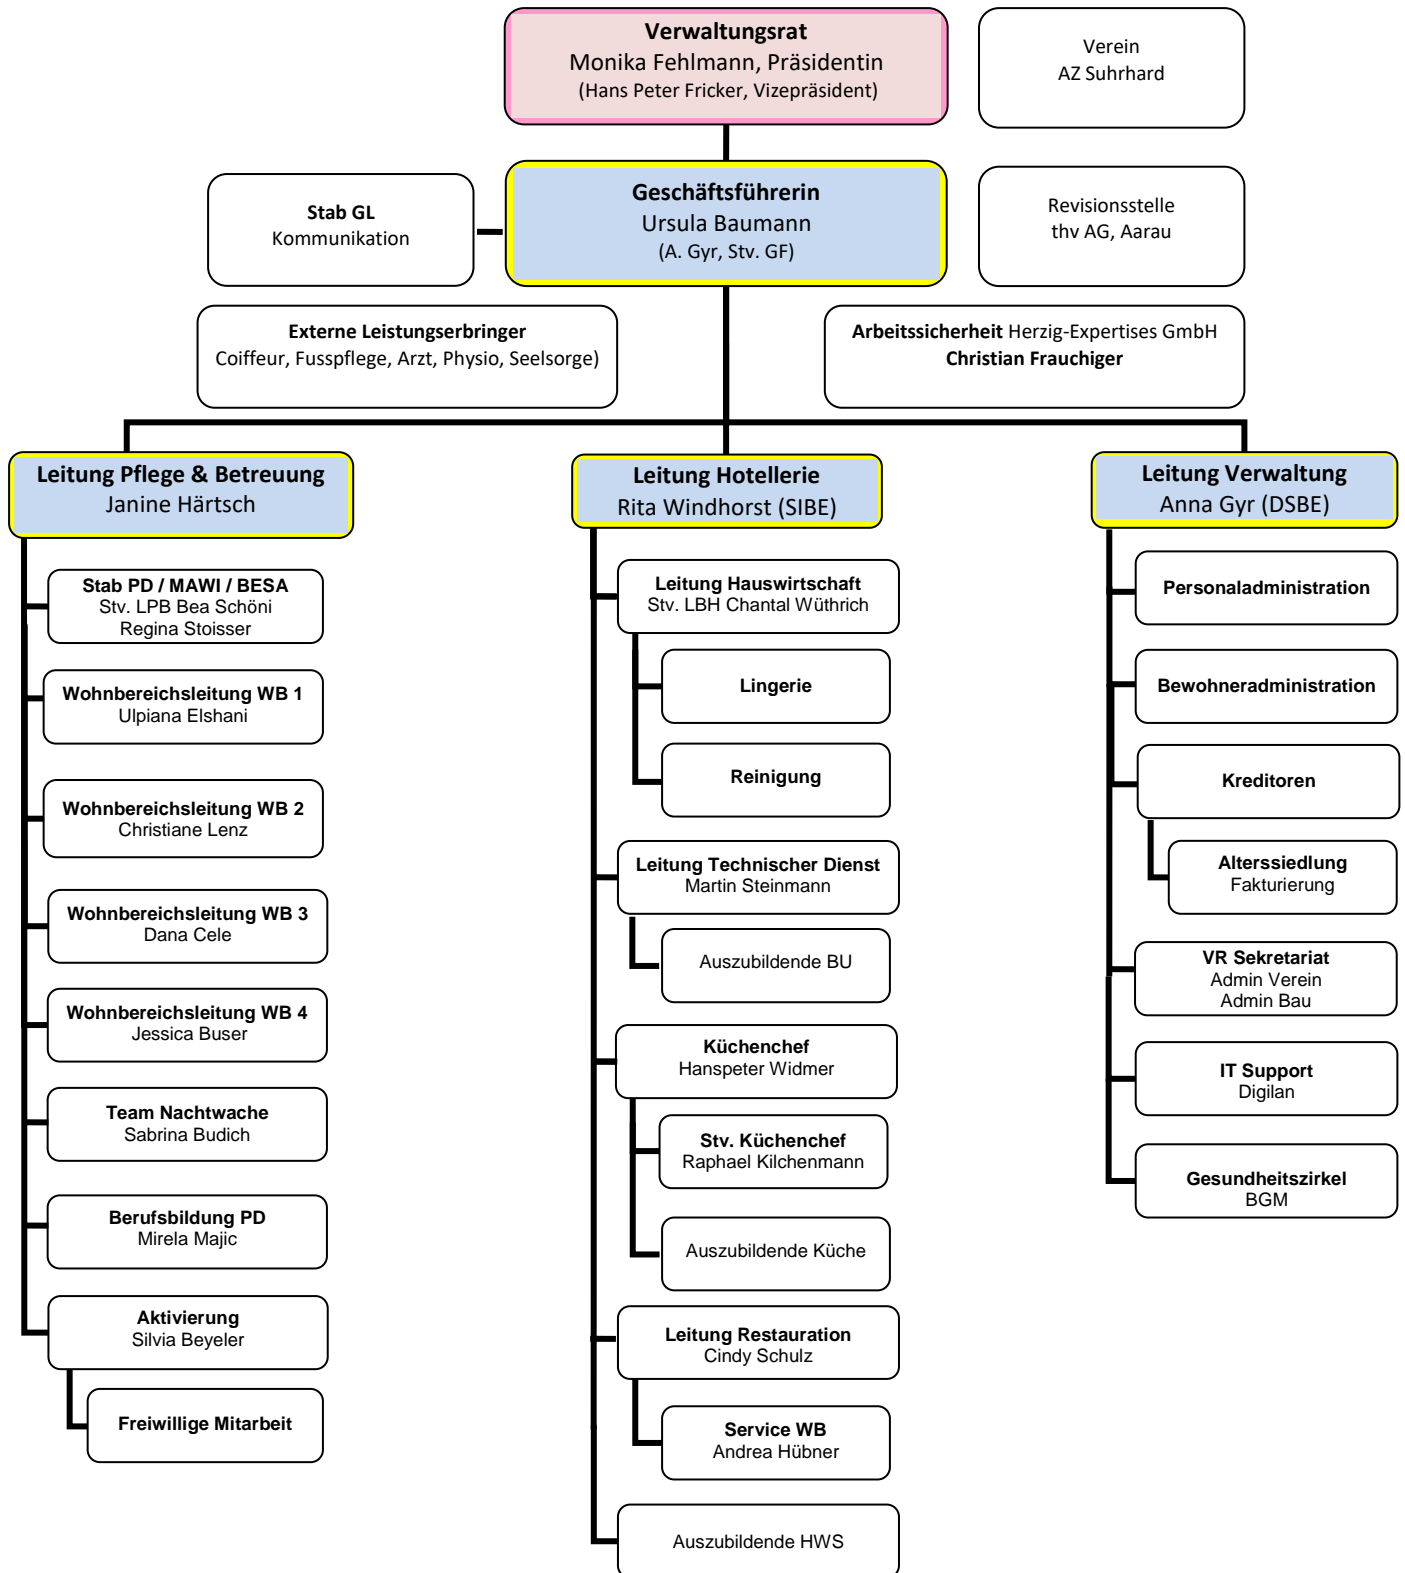 Verwaltungsrat
Monika Fehlmann, Präsidentin
(Hans Peter Fricker, Vizepräsident)
Verein
AZ Suhrhard
Stab GL
Kommunikation
Geschäftsführerin
Ursula Baumann
(A. Gyr, Stv. GF)
Revisionsstelle
thv AG, Aarau
Externe Leistungserbringer
Coiffeur, Fusspflege, Arzt, Physio, Seelsorge)
Arbeitssicherheit Herzig-Expertises GmbH
Christian Frauchiger
Leitung Pflege & Betreuung
Janine Härtsch
Stab PD / MAWI / BESA
Stv. LPB Bea Schöni
Regina Stoisser
Wohnbereichsleitung WB 1
Ulpiana Elshani
Wohnbereichsleitung WB 2
Christiane Lenz
Wohnbereichsleitung WB 3
Dana Cele
Wohnbereichsleitung WB 4
Jessica Buser
Team Nachtwache
Sabrina Budich
Berufsbildung PD
Mirela Majic
Aktivierung
Silvia Beyeler
Freiwillige Mitarbeit
Leitung Hotellerie
Rita Windhorst (SIBE)
Leitung Hauswirtschaft
Stv. LBH Chantal Wüthrich
Lingerie
Reinigung
Leitung Technischer Dienst
Martin Steinmann
Auszubildende BU
Küchenchef
Hanspeter Widmer
Stv. Küchenchef
Raphael Kilchenmann
Auszubildende Küche
Leitung Restauration
Cindy Schulz
Service WB
Andrea Hübner
Auszubildende HWS
Leitung Verwaltung
Anna Gyr (DSBE)
Personaladministration
Bewohneradministration
Kreditoren
Alterssiedlung
Fakturierung
VR Sekretariat
Admin Verein
Admin Bau
IT Support
Digilan
Gesundheitszirkel
BGM